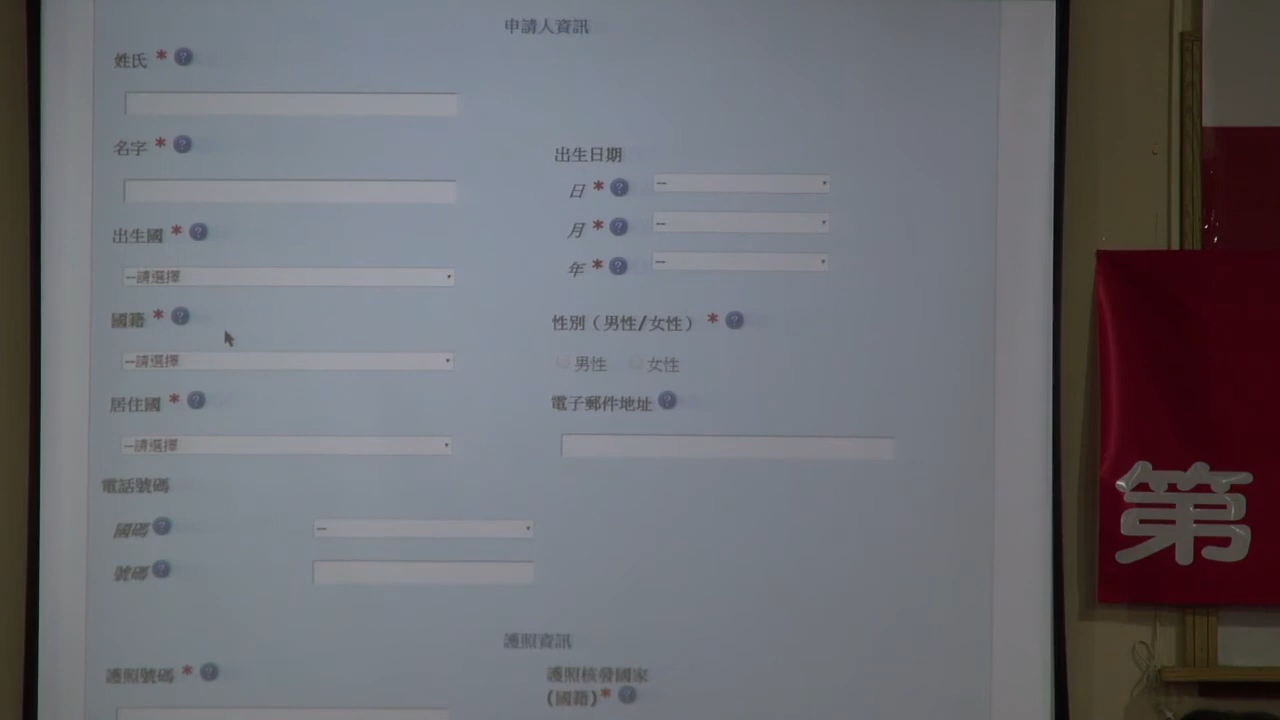 申請人資訊
姓氏 * ?
名字 * ?
出生國 * ?
--請選擇
國籍 * ?
--請選擇
居住國 * ?
--請選擇
電話號碼
國碼 ?
--
號碼 ?
出生日期
日 * ?
--
月 * ?
--
年 * ?
--
性別（男性/女性） * ?
男性 女性
電子郵件地址 ?
護照資訊
護照號碼 * ?
護照核發國家
(國籍) * ?
第